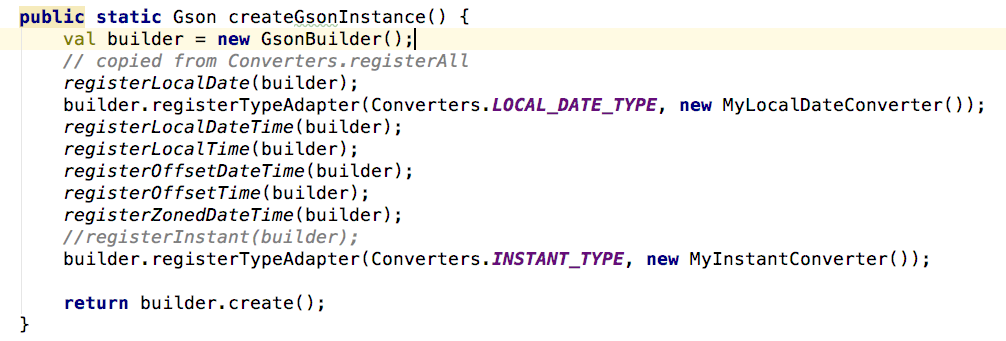 public static Gson createGsonInstance() {
    val builder = new GsonBuilder();
    // copied from Converters.registerAll
    registerLocalDate(builder);
    builder.registerTypeAdapter(Converters.LOCAL_DATE_TYPE, new MyLocalDateConverter());
    registerLocalDateTime(builder);
    registerLocalTime(builder);
    registerOffsetDateTime(builder);
    registerOffsetTime(builder);
    registerZonedDateTime(builder);
    //registerInstant(builder);
    builder.registerTypeAdapter(Converters.INSTANT_TYPE, new MyInstantConverter());

    return builder.create();
}